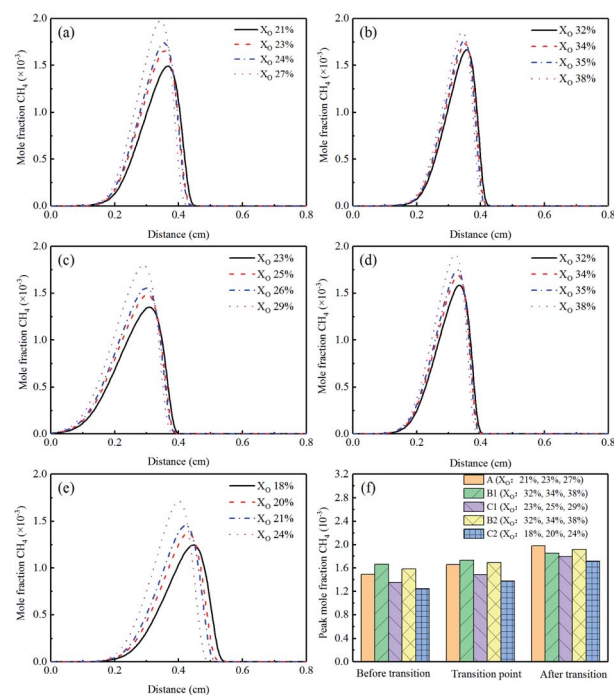 (a)
X_O 21%
X_O 23%
X_O 24%
X_O 27%
Mole fraction CH₄ (×10⁻³)
2.0
1.5
1.0
0.5
0.0
0.0 0.2 0.4 0.6 0.8
Distance (cm)
(b)
X_O 32%
X_O 34%
X_O 35%
X_O 38%
Mole fraction CH₄ (×10⁻³)
2.0
1.5
1.0
0.5
0.0
0.0 0.2 0.4 0.6 0.8
Distance (cm)
(c)
X_O 23%
X_O 25%
X_O 26%
X_O 29%
Mole fraction CH₄ (×10⁻³)
2.0
1.5
1.0
0.5
0.0
0.0 0.2 0.4 0.6 0.8
Distance (cm)
(d)
X_O 32%
X_O 34%
X_O 35%
X_O 38%
Mole fraction CH₄ (×10⁻³)
2.0
1.5
1.0
0.5
0.0
0.0 0.2 0.4 0.6 0.8
Distance (cm)
(e)
X_O 18%
X_O 20%
X_O 21%
X_O 24%
Mole fraction CH₄ (×10⁻³)
2.0
1.5
1.0
0.5
0.0
0.0 0.2 0.4 0.6 0.8
Distance (cm)
(f)
A (X_O: 21%, 23%, 27%)
B1 (X_O: 32%, 34%, 38%)
C1 (X_O: 23%, 25%, 29%)
B2 (X_O: 32%, 34%, 38%)
C2 (X_O: 18%, 20%, 24%)
Peak mole fraction CH₄ (10⁻³)
3.2
3.0
2.4
1.8
1.2
0.6
0.0
Before transition Transition point After transition